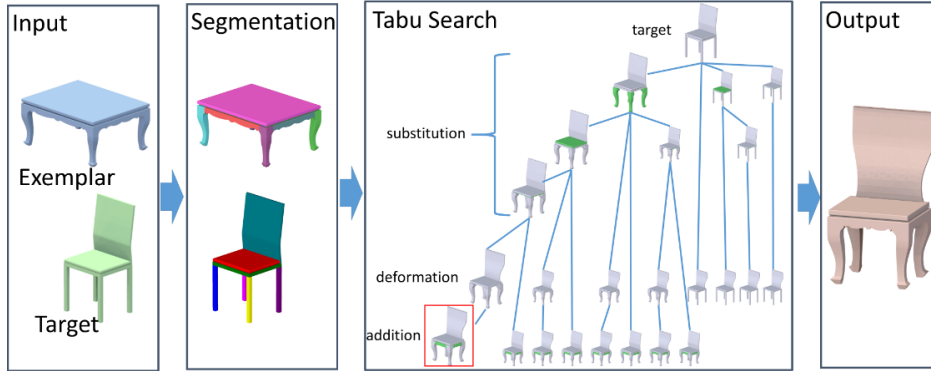 Input
Exemplar
Target
Segmentation
Tabu Search
target
substitution
deformation
addition
Output